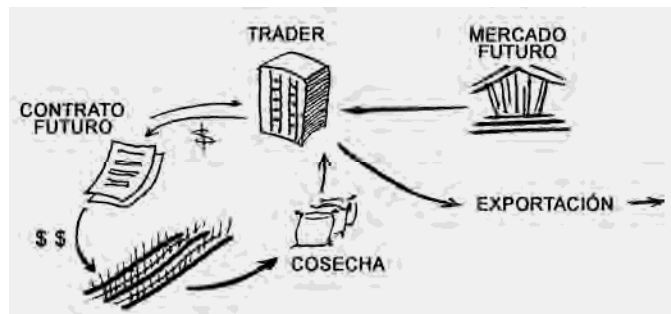 TRADER
MERCADO
FUTURO
CONTRATO
FUTURO
$
EXPORTACIÓN
$ $
COSECHA